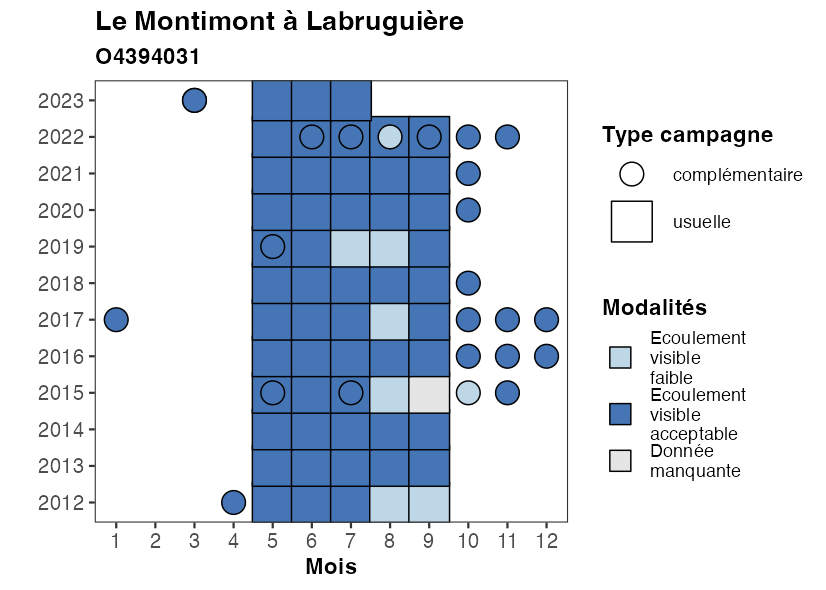 Le Montimont à Labruguière
O4394031
2023
2022
2021
2020
2019
2018
2017
2016
2015
2014
2013
2012
1 2 3 4 5 6 7 8 9 10 11 12
Mois
Type campagne
complémentaire
usuelle
Modalités
Ecoulement
visible
faible
Ecoulement
visible
acceptable
Donnée
manquante